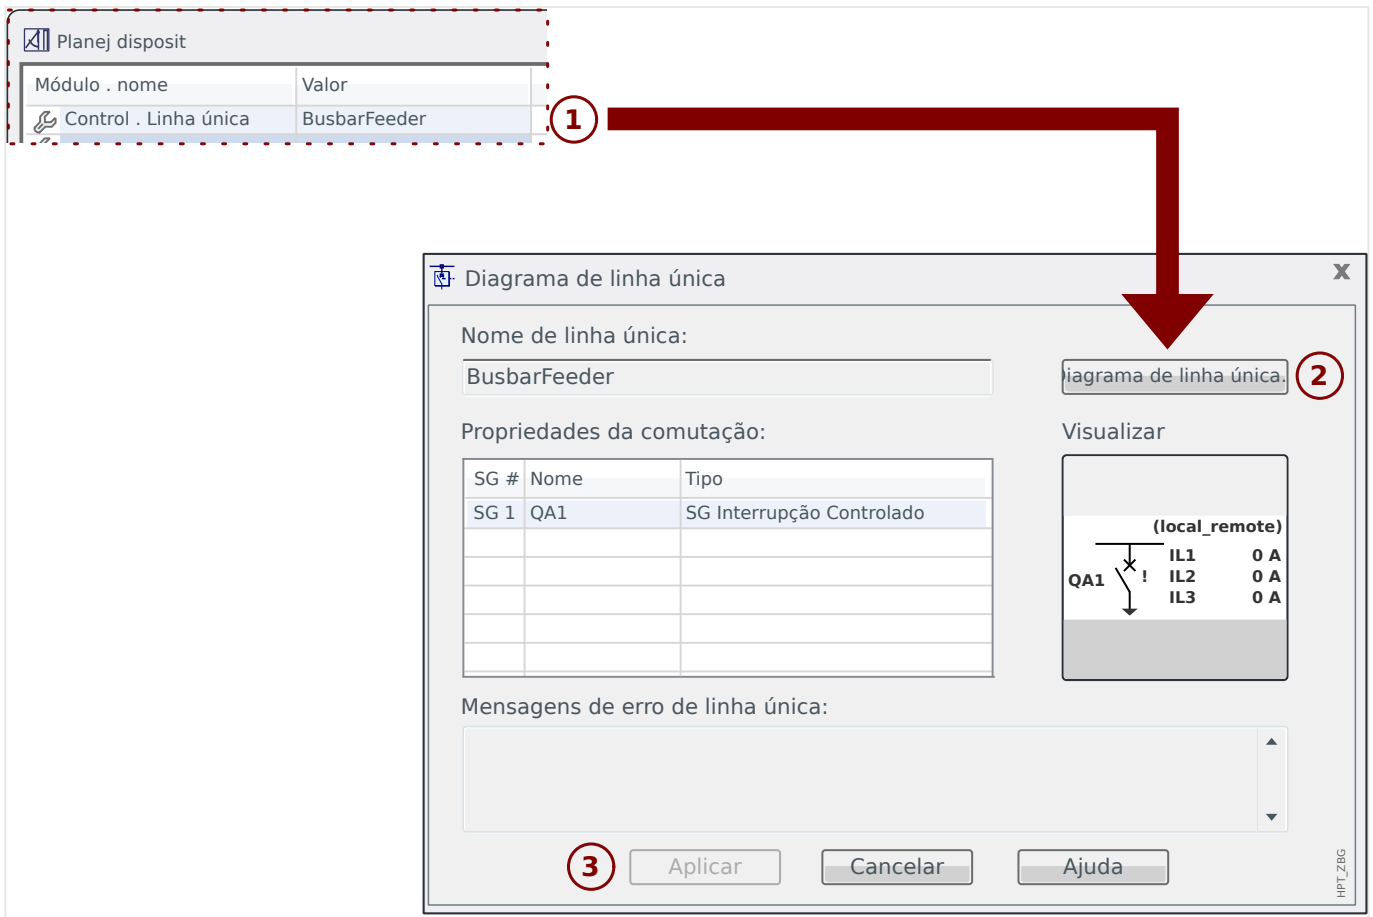 Planej disposit
Módulo . nome Valor
Control . Linha única BusbarFeeder
1
Diagrama de linha única X
Nome de linha única:
BusbarFeeder
iagrama de linha única.
2
Propriedades da comutação: Visualizar
SG # Nome Tipo
SG 1 QA1 SG Interrupção Controlado
(local_remote)
IL1 0 A
QA1 ! IL2 0 A
IL3 0 A
Mensagens de erro de linha única:
3 Aplicar Cancelar Ajuda
HPT_ZBG